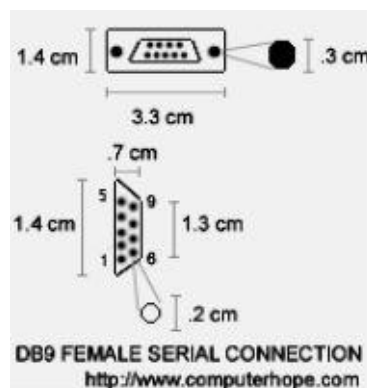 1.4 cm
.3 cm
3.3 cm
.7 cm
5
9
1.4 cm
1.3 cm
1
6
.2 cm
DB9 FEMALE SERIAL CONNECTION
http://www.computerhope.com